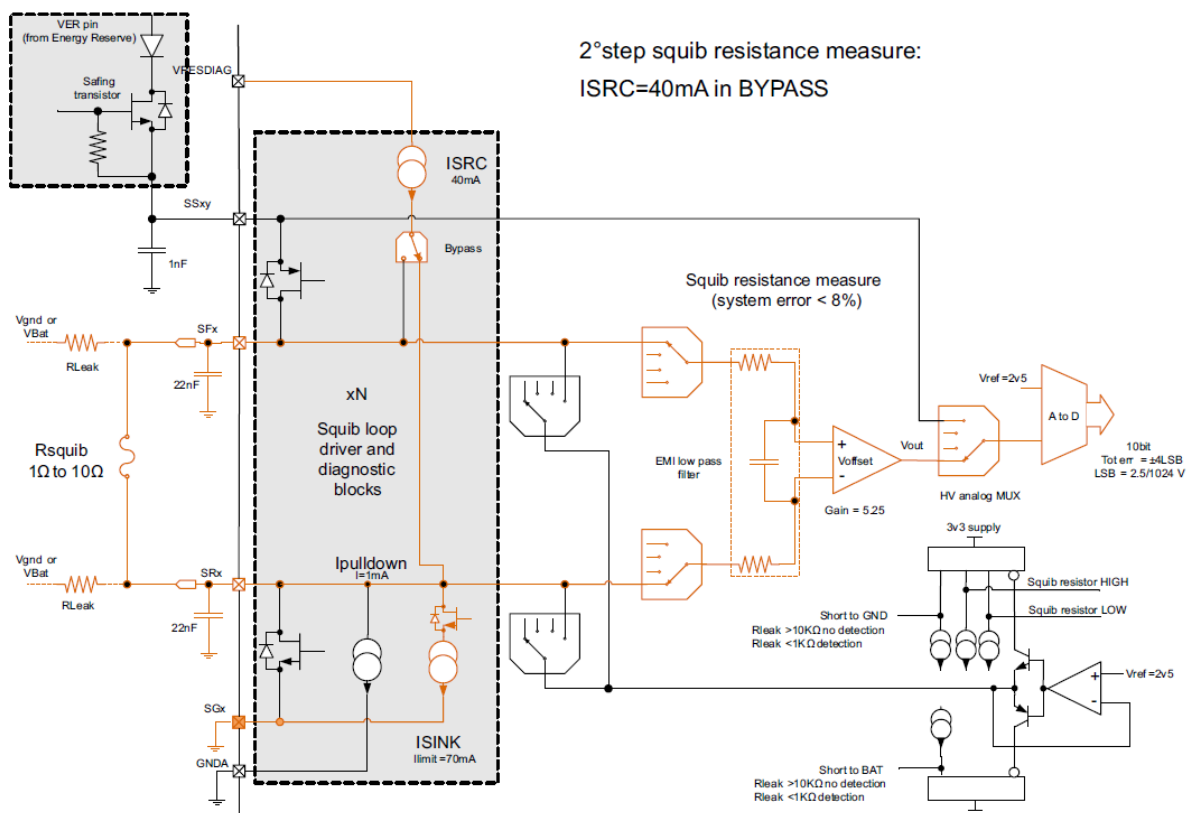 VER pin
(from Energy Reserve)
Safing
transistor
VRESDIAG
2°step squib resistance measure:
ISRC=40mA in BYPASS
ISRC
40mA
SSxy
Bypass
1nF
Squib resistance measure
(system error < 8%)
Vgnd or
VBat
RLeak
SFx
22nF
xN
Squib loop
driver and
diagnostic
blocks
Rsquib
1Ω to 10Ω
Vref=2v5
A to D
10bit
Tot err = ±4LSB
LSB = 2.5/1024 V
EMI low pass
filter
+
Voffset
-
Vout
Gain = 5.25
HV analog MUX
3v3 supply
Vgnd or
VBat
RLeak
SRx
22nF
Ipulldown
I=1mA
Squib resistor HIGH
Squib resistor LOW
Short to GND
Rleak >10KΩ no detection
Rleak <1KΩ detection
+
-
Vref=2v5
SGx
GNDA
ISINK
Ilimit =70mA
Short to BAT
Rleak >10KΩ no detection
Rleak <1KΩ detection